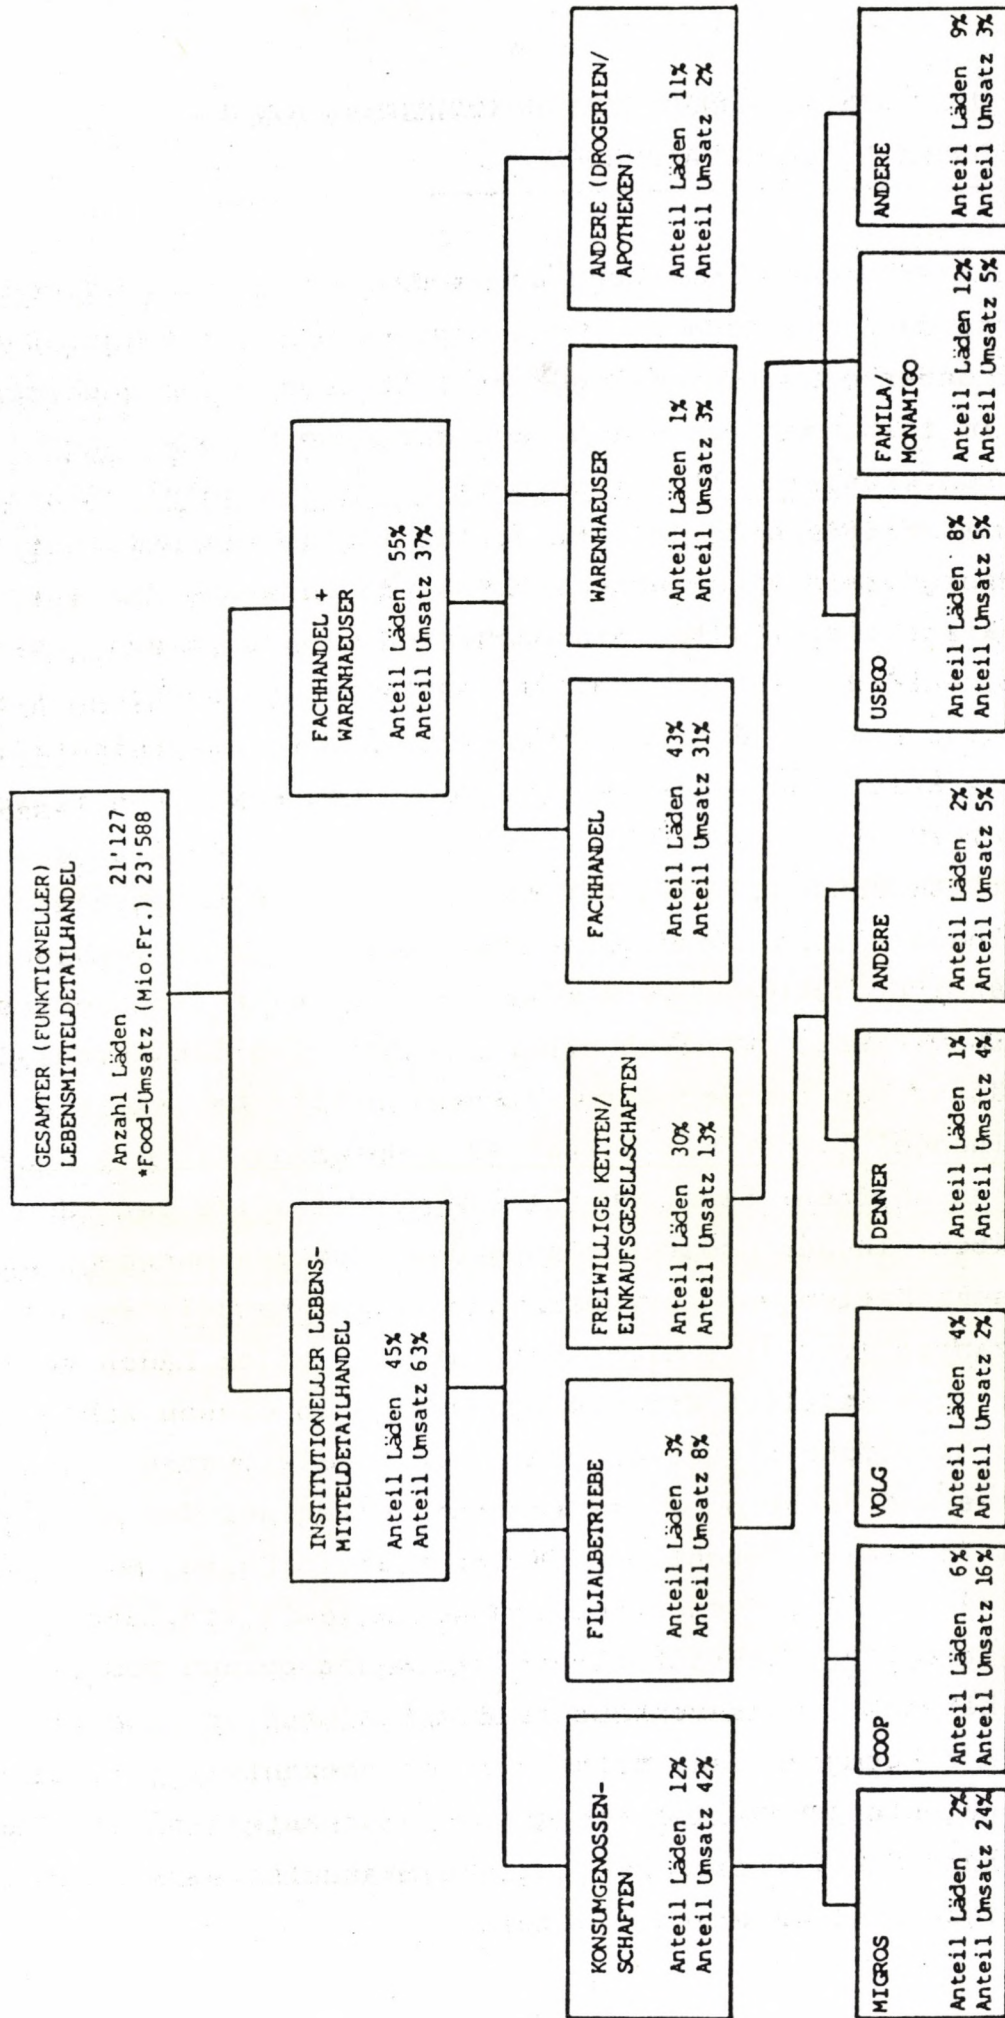 GESAMTER (FUNKTIONELLER)
LEBENSMITTELDETAILHANDEL
Anzahl Läden 21'127
*Food-Umsatz (Mio.Fr.) 23'588
INSTITUTIONELLER LEBENS-
MITTELDETAILHANDEL
Anteil Läden 45%
Anteil Umsatz 63%
FACHHANDEL +
WARENHAEUSER
Anteil Läden 55%
Anteil Umsatz 37%
KONSUMGENOSSEN-
SCHAFTEN
Anteil Läden 12%
Anteil Umsatz 42%
FILIALBETRIEBE
Anteil Läden 3%
Anteil Umsatz 8%
FREIWILLIGE KETTEN/
EINKAUFSGESELLSCHAFTEN
Anteil Läden 30%
Anteil Umsatz 13%
FACHHANDEL
Anteil Läden 43%
Anteil Umsatz 31%
WARENHAEUSER
Anteil Läden 1%
Anteil Umsatz 3%
ANDERE (DROGERIEN/
APOTHEKEN)
Anteil Läden 11%
Anteil Umsatz 2%
MIGROS
Anteil Läden 2%
Anteil Umsatz 24%
COOP
Anteil Läden 6%
Anteil Umsatz 16%
VOLG
Anteil Läden 4%
Anteil Umsatz 2%
DENNER
Anteil Läden 1%
Anteil Umsatz 4%
ANDERE
Anteil Läden 2%
Anteil Umsatz 5%
USEGO
Anteil Läden 8%
Anteil Umsatz 5%
FAMILA/
MONAMIGO
Anteil Läden 12%
Anteil Umsatz 5%
ANDERE
Anteil Läden 9%
Anteil Umsatz 3%